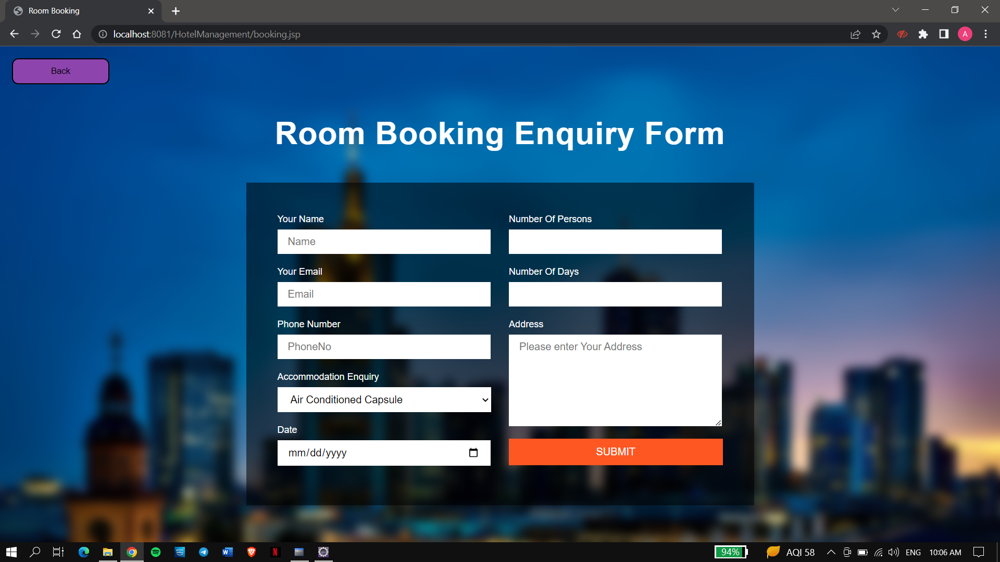 Room Booking
localhost:8081/HotelManagement/booking.jsp
A
Back
Room Booking Enquiry Form
Your Name
Name
Your Email
Email
Phone Number
PhoneNo
Accommodation Enquiry
Air Conditioned Capsule
Date
mm/dd/yyyy
Number Of Persons
Number Of Days
Address
Please enter Your Address
SUBMIT
prime video
W
N
94%
AQI 58
ENG
10:06 AM